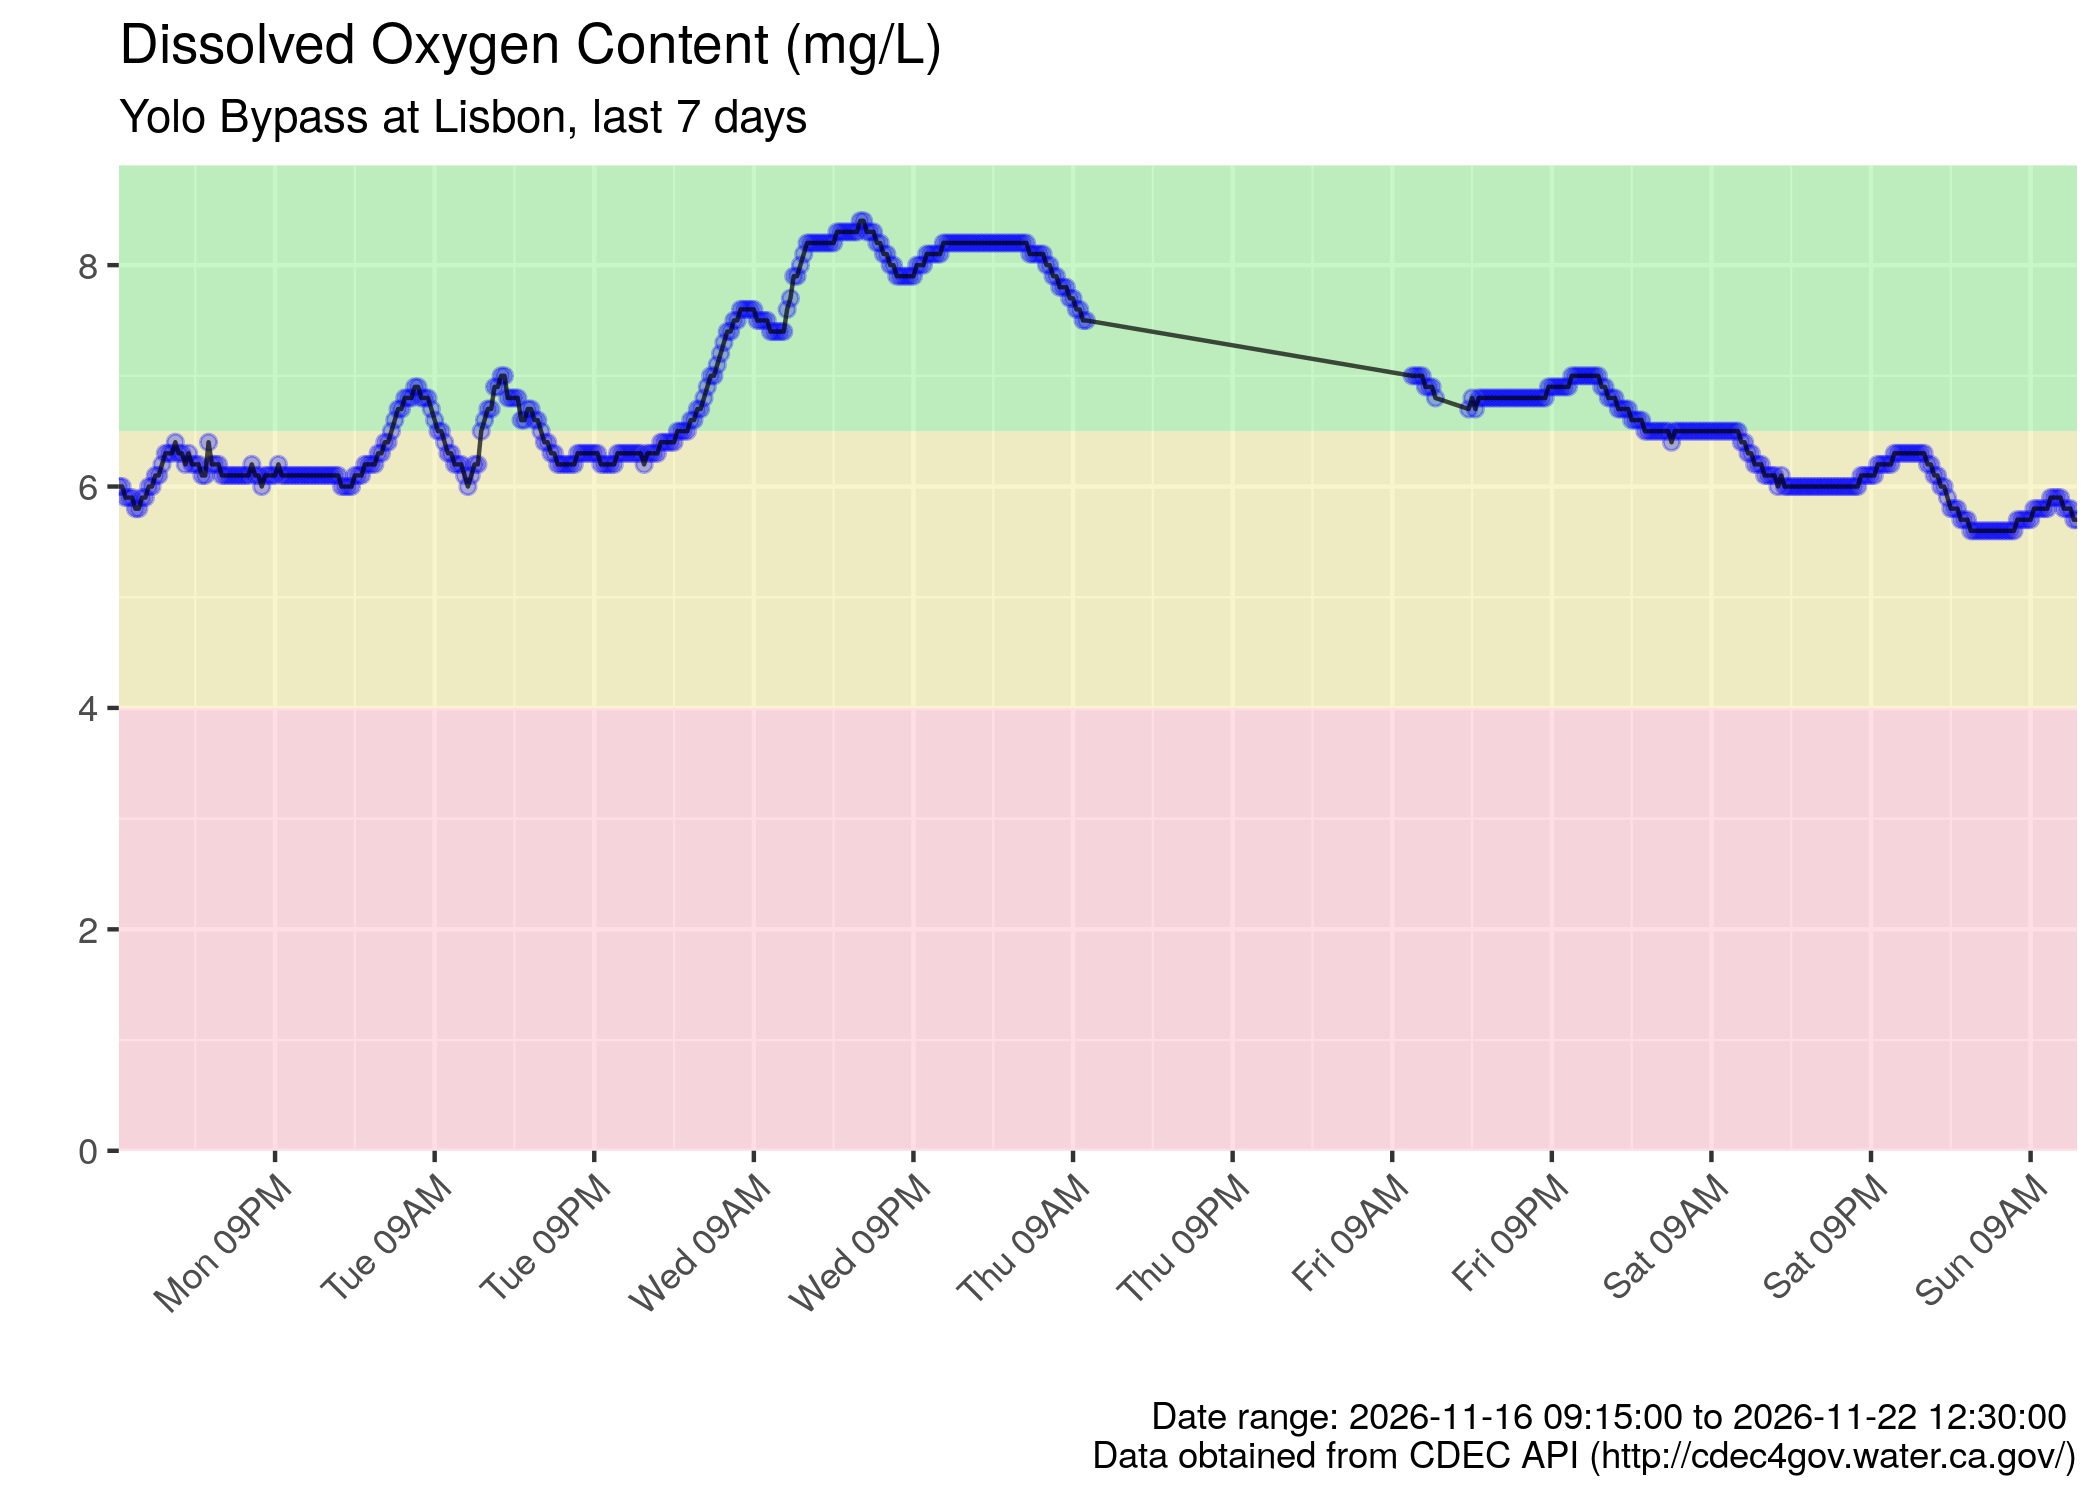 Dissolved Oxygen Content (mg/L)
Yolo Bypass at Lisbon, last 7 days
8
6
4
2
0
Mon 09PM
Tue 09AM
Tue 09PM
Wed 09AM
Wed 09PM
Thu 09AM
Thu 09PM
Fri 09AM
Fri 09PM
Sat 09AM
Sat 09PM
Sun 09AM
Date range: 2026-11-16 09:15:00 to 2026-11-22 12:30:00
Data obtained from CDEC API (http://cdec4gov.water.ca.gov/)